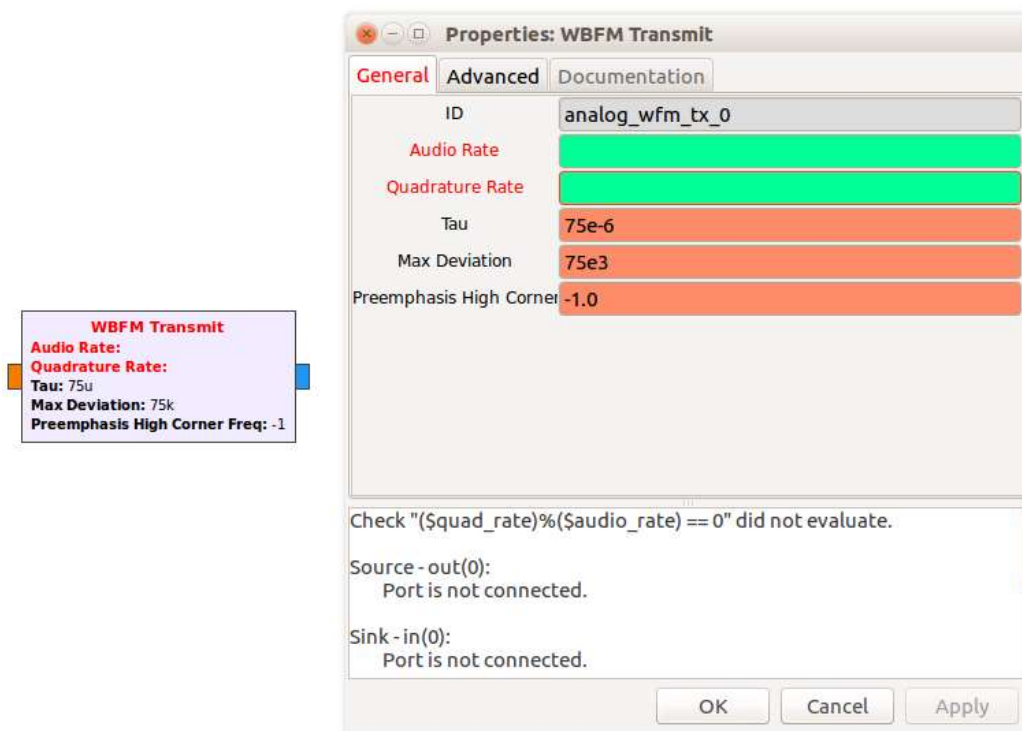 Properties: WBFM Transmit
General Advanced Documentation
ID analog_wfm_tx_0
Audio Rate
Quadrature Rate
Tau 75e-6
Max Deviation 75e3
Preemphasis High Corner -1.0
WBFM Transmit
Audio Rate:
Quadrature Rate:
Tau: 75u
Max Deviation: 75k
Preemphasis High Corner Freq: -1
Check "($quad_rate)%($audio_rate) == 0" did not evaluate.
Source - out(0):
Port is not connected.
Sink - in(0):
Port is not connected.
OK Cancel Apply